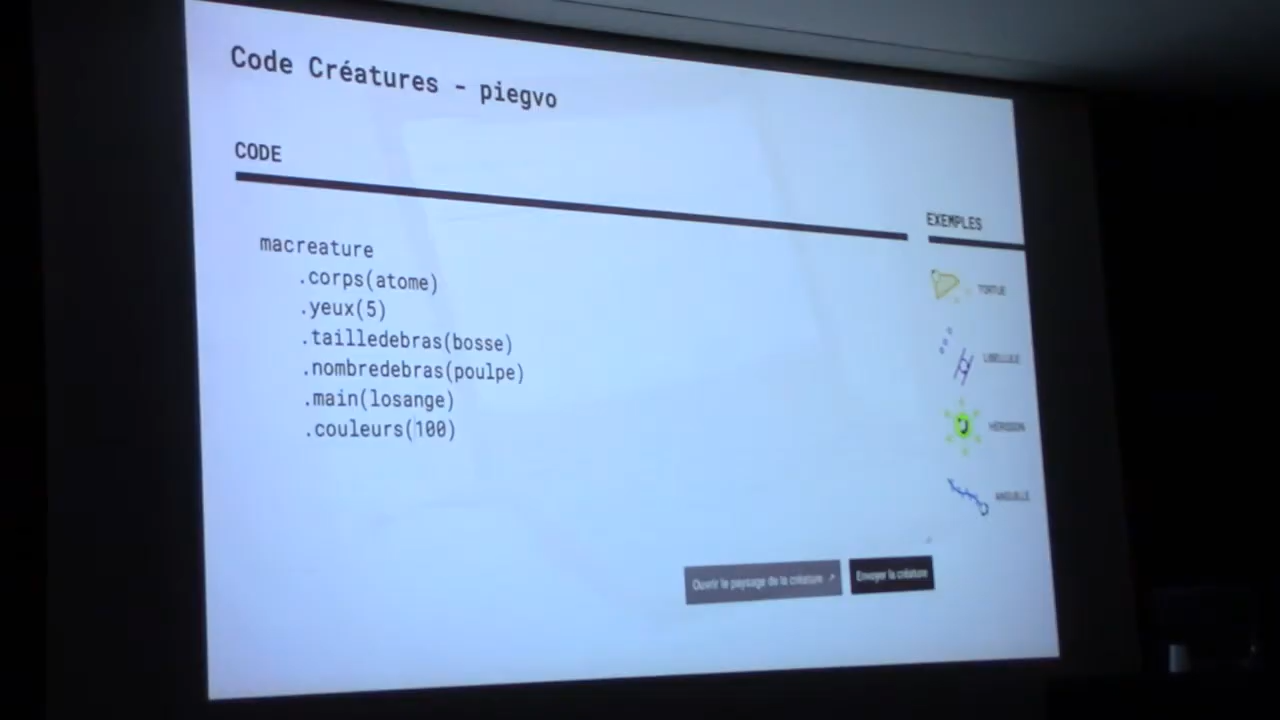 Code Créatures - piegvo
CODE
macreature
.corps(atome)
.yeux(5)
.tailledebras(bosse)
.nombredebras(poulpe)
.main(losange)
.couleurs(100)
EXEMPLES
TORTUE
LIBELLULE
HÉRISSON
ANGUILLE
Ouvrir le paysage de la créature ↗
Envoyer la créature